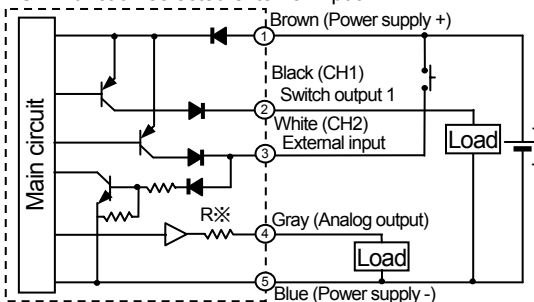 Brown (Power supply +)
1
Black (CH1)
Switch output 1
2
White (CH2)
External input
3
Load
+
-
Main circuit
R※
Gray (Analog output)
4
Load
5
Blue (Power supply -)